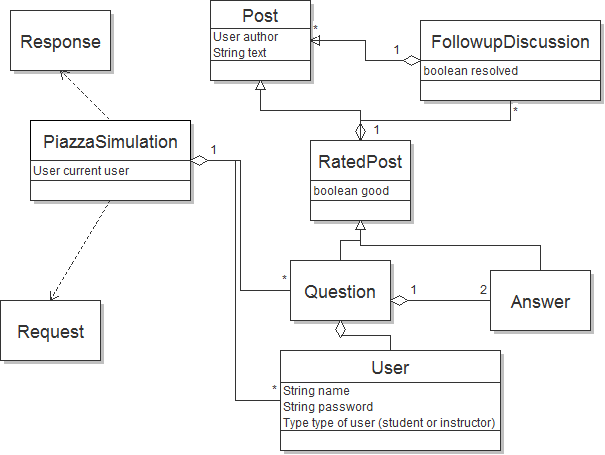 Post
User author
String text
Response
FollowupDiscussion
boolean resolved
*
1
*
PiazzaSimulation
User current user
1
1
RatedPost
boolean good
*
Question
1
2
Answer
User
String name
String password
Type type of user (student or instructor)
*
Request